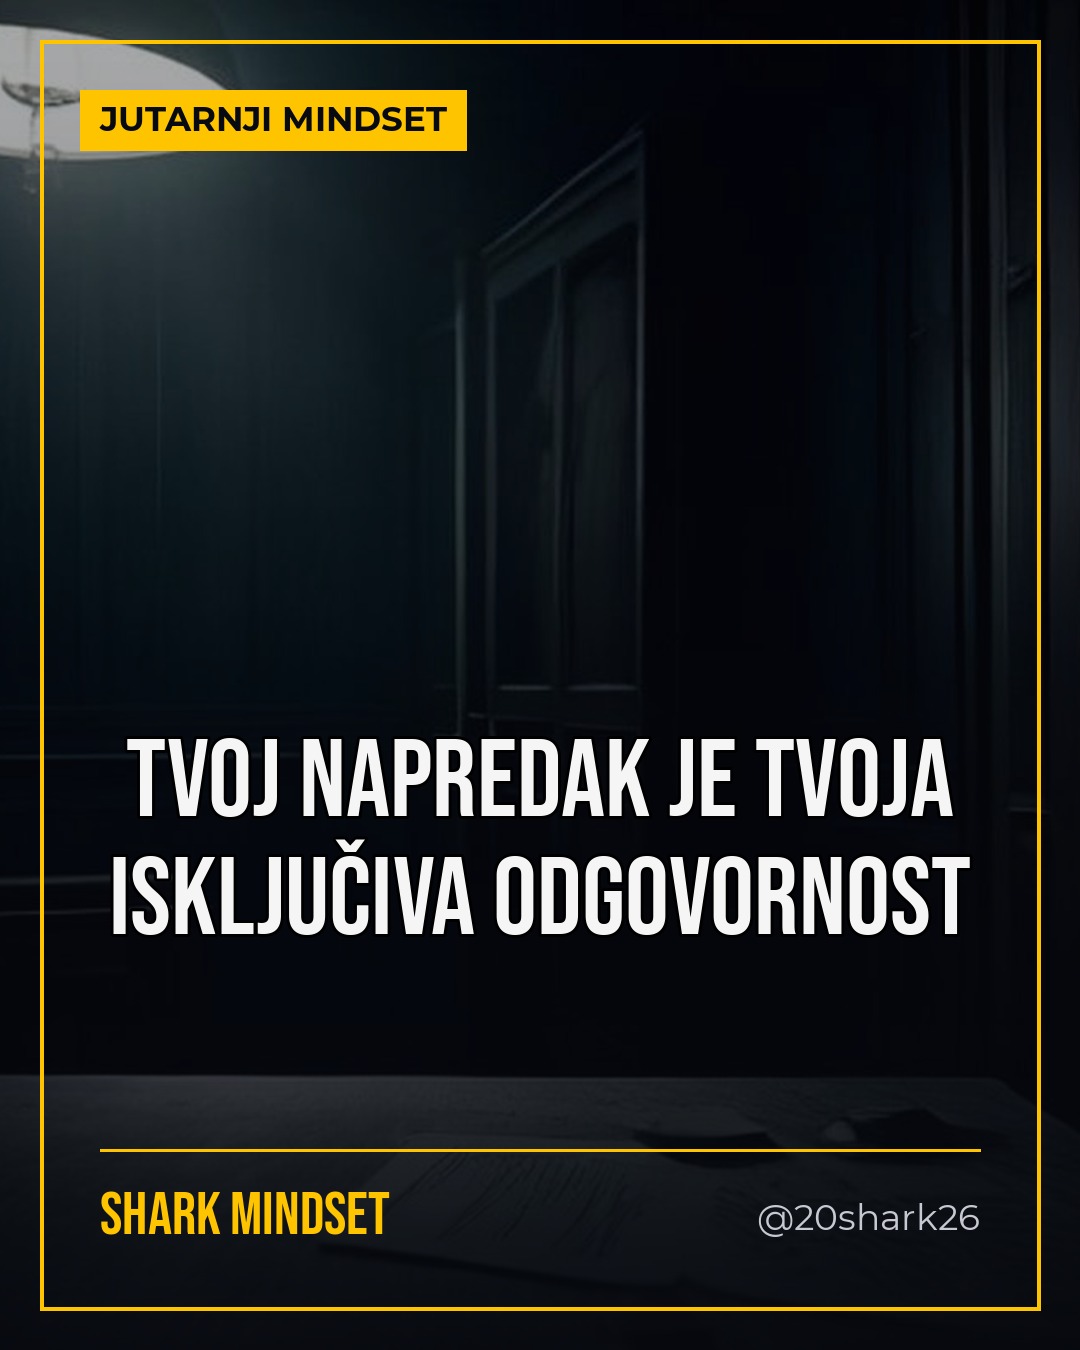 JUTARNJI MINDSET
TVOJ NAPREDAK JE TVOJA
ISKLJUČIVA ODGOVORNOST
SHARK MINDSET
@20shark26